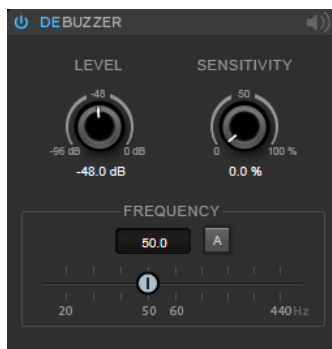 DEBUZZER
LEVEL SENSITIVITY
-48 50
-96 dB 0 dB 0 100 %
-48.0 dB 0.0 %
FREQUENCY
50.0 A
20 50 60 440 Hz